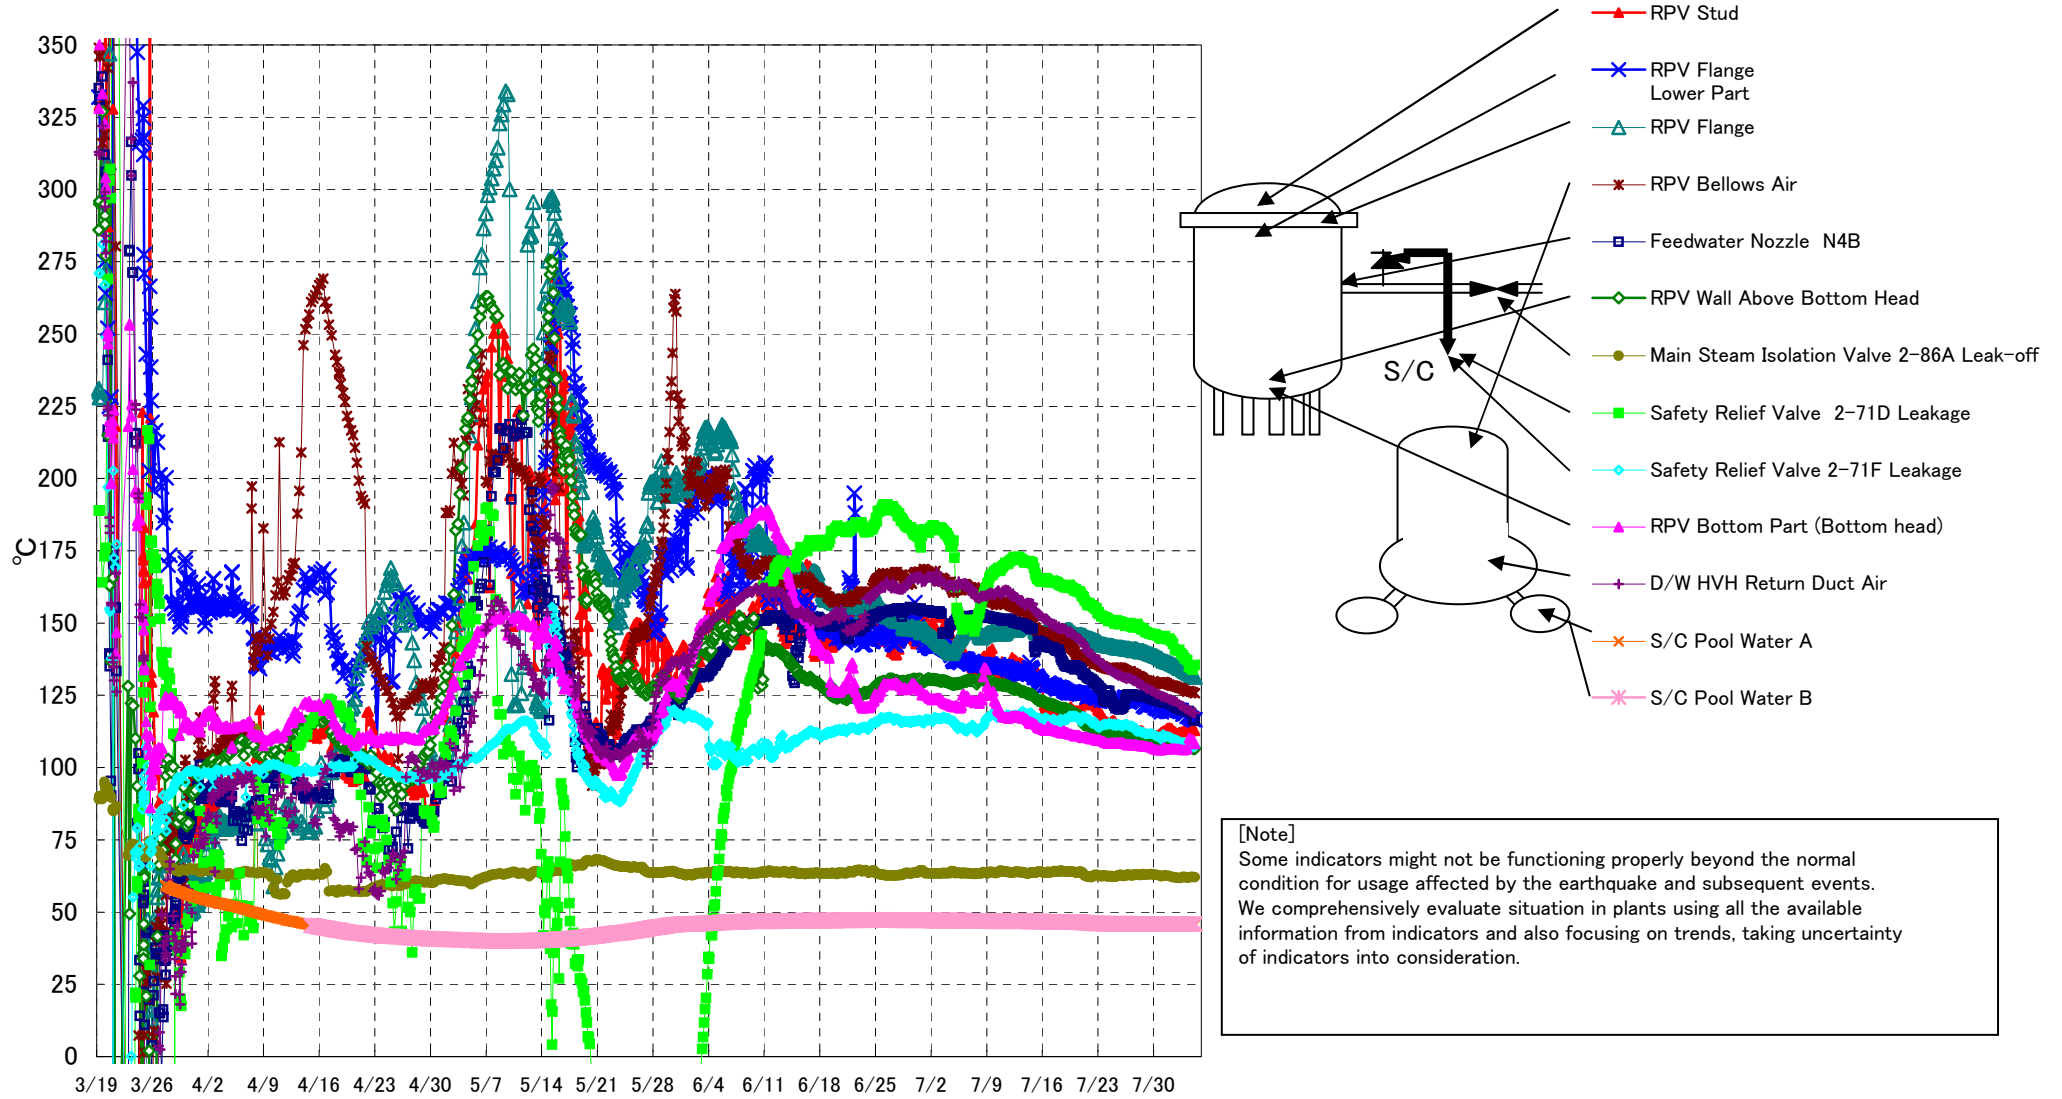 350
325
300
275
250
225
200
175
150
125
100
75
50
25
0
℃
3/19 3/26 4/2 4/9 4/16 4/23 4/30 5/7 5/14 5/21 5/28 6/4 6/11 6/18 6/25 7/2 7/9 7/16 7/23 7/30
RPV Stud
RPV Flange
Lower Part
RPV Flange
RPV Bellows Air
Feedwater Nozzle N4B
RPV Wall Above Bottom Head
Main Steam Isolation Valve 2-86A Leak-off
Safety Relief Valve 2-71D Leakage
Safety Relief Valve 2-71F Leakage
RPV Bottom Part (Bottom head)
D/W HVH Return Duct Air
S/C Pool Water A
S/C Pool Water B
S/C
[Note]
Some indicators might not be functioning properly beyond the normal
condition for usage affected by the earthquake and subsequent events.
We comprehensively evaluate situation in plants using all the available
information from indicators and also focusing on trends, taking uncertainty
of indicators into consideration.